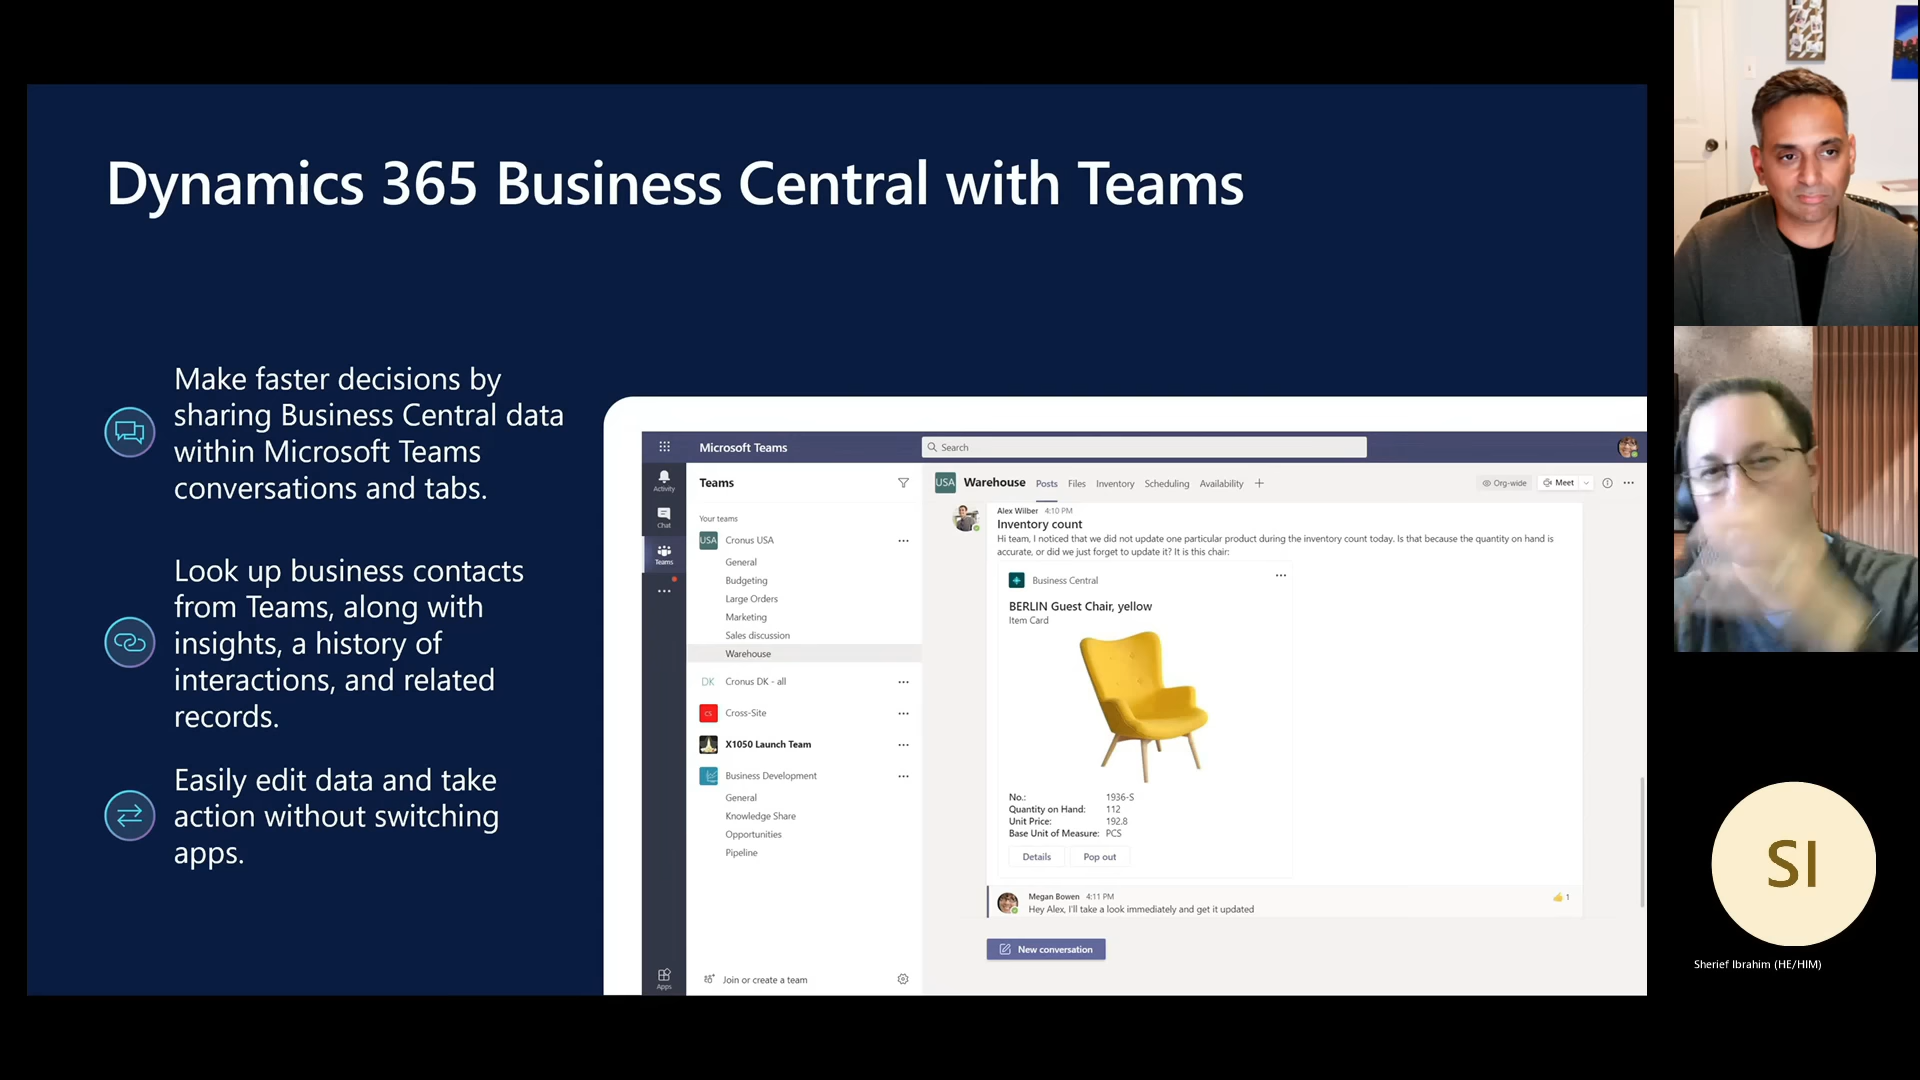 Dynamics 365 Business Central with Teams
Make faster decisions by
sharing Business Central data
within Microsoft Teams
conversations and tabs.
Look up business contacts
from Teams, along with
insights, a history of
interactions, and related
records.
Easily edit data and take
action without switching
apps.
Microsoft Teams
Search
Activity
Chat
Teams
Apps
Teams
Your teams
USA Cronus USA
General
Budgeting
Large Orders
Marketing
Sales discussion
Warehouse
DK Cronus DK - all
CS Cross-Site
X1050 Launch Team
Business Development
General
Knowledge Share
Opportunities
Pipeline
Join or create a team
USA Warehouse Posts Files Inventory Scheduling Availability
Org-wide Meet
Alex Wilber 4:10 PM
Inventory count
Hi team, I noticed that we did not update one particular product during the inventory count today. Is that because the quantity on hand is
accurate, or did we just forget to update it? It is this chair:
Business Central
BERLIN Guest Chair, yellow
Item Card
No.: 1936-S
Quantity on Hand: 112
Unit Price: 192.8
Base Unit of Measure: PCS
Details Pop out
Megan Bowen 4:11 PM
1
Hey Alex, I'll take a look immediately and get it updated
New conversation
SI
Sherief Ibrahim (HE/HIM)